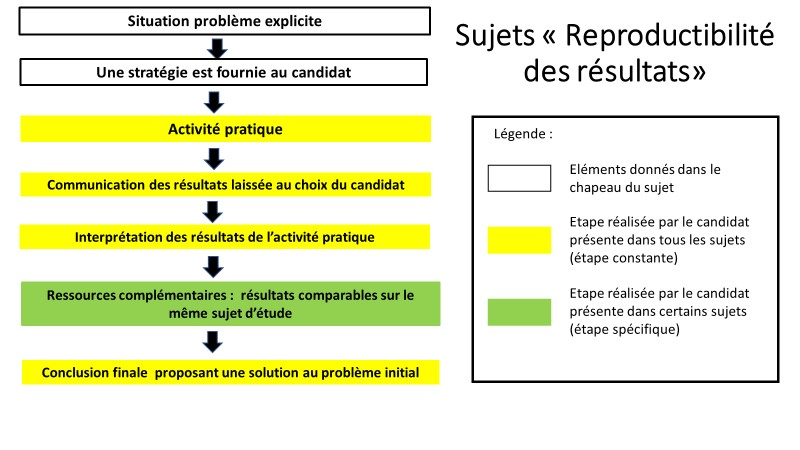 Situation problème explicite
Une stratégie est fournie au candidat
Activité pratique
Communication des résultats laissée au choix du candidat
Interprétation des résultats de l’activité pratique
Ressources complémentaires :  résultats comparables sur le
même sujet d’étude
Conclusion finale  proposant une solution au problème initial
Sujets « Reproductibilité
des résultats»
Légende :
Eléments donnés dans le
chapeau du sujet
Etape réalisée par le candidat
présente dans tous les sujets
(étape constante)
Etape réalisée par le candidat
présente dans certains sujets
(étape spécifique)